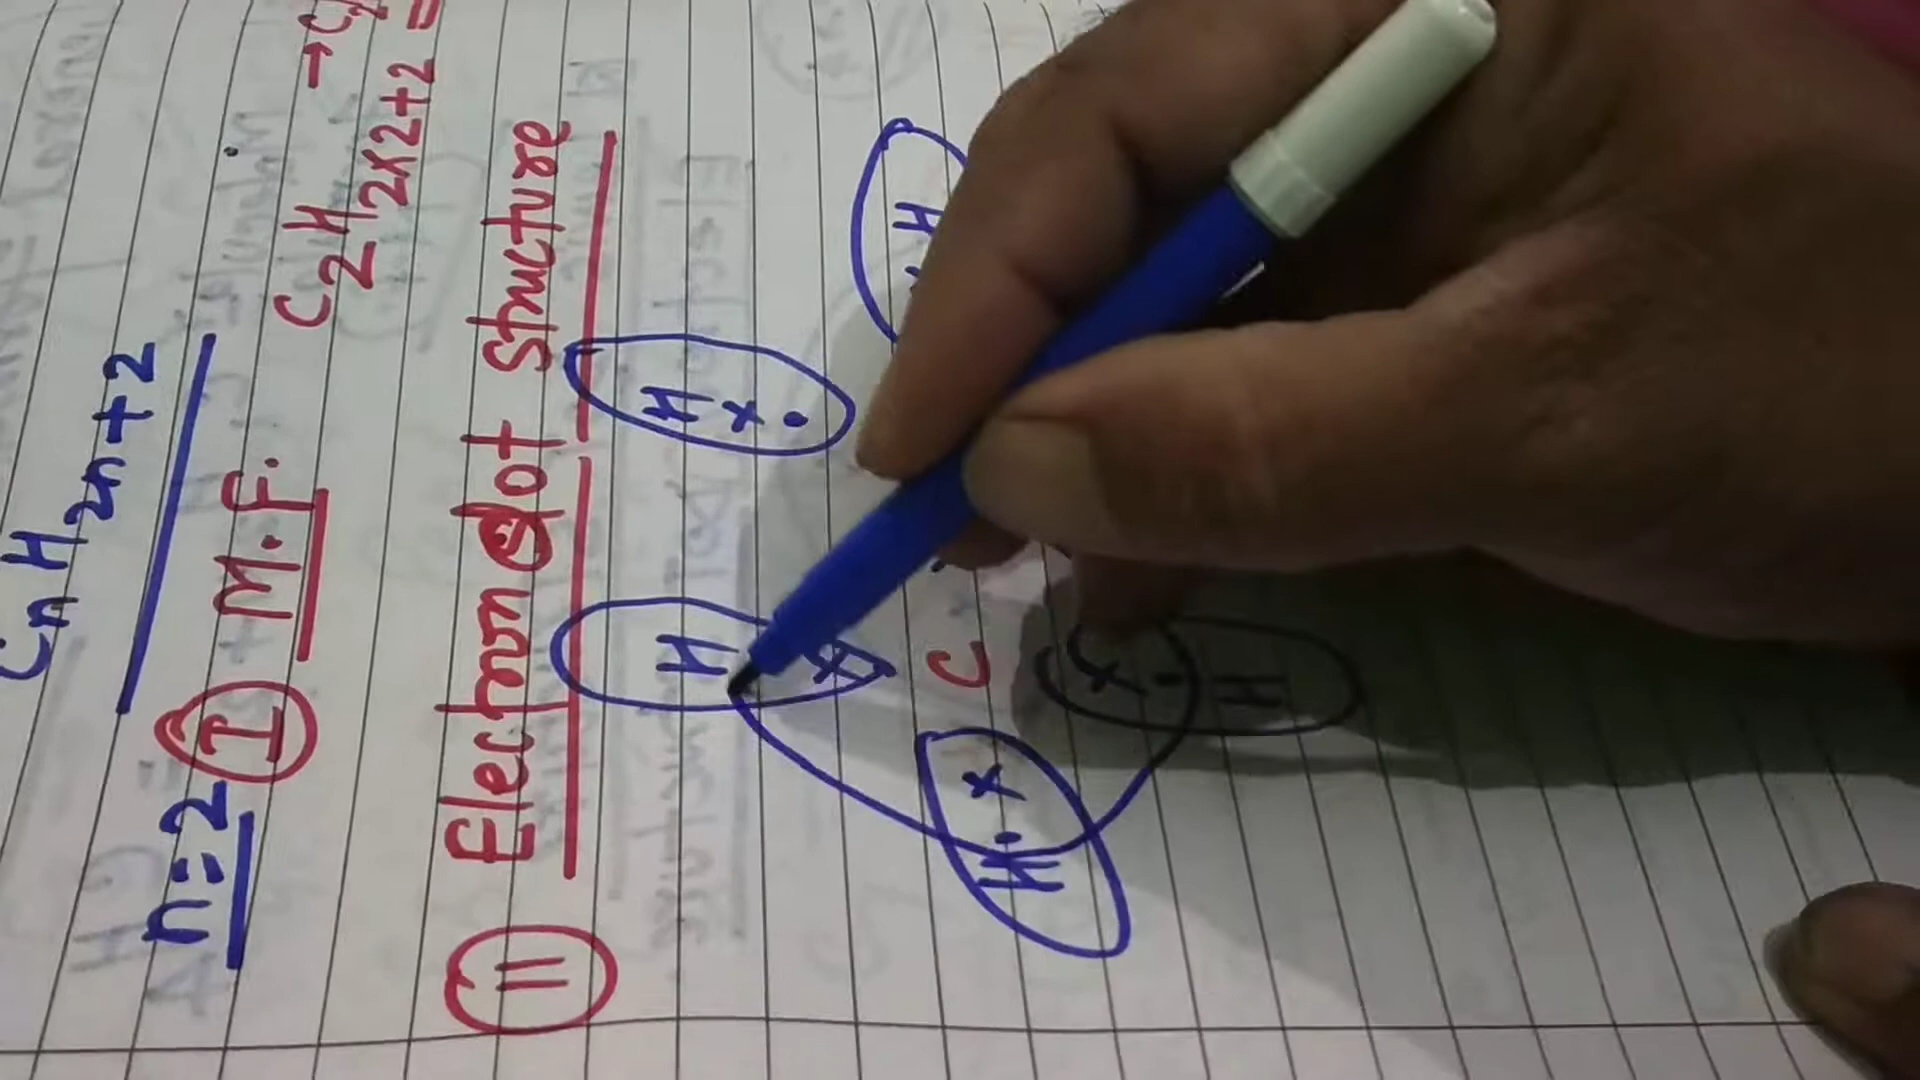 CnH2n+2
n=2
I M.F. C2H2x2+2 =
→
II Electron dot structure
H H
x x
.
C
H
x x .
H . H